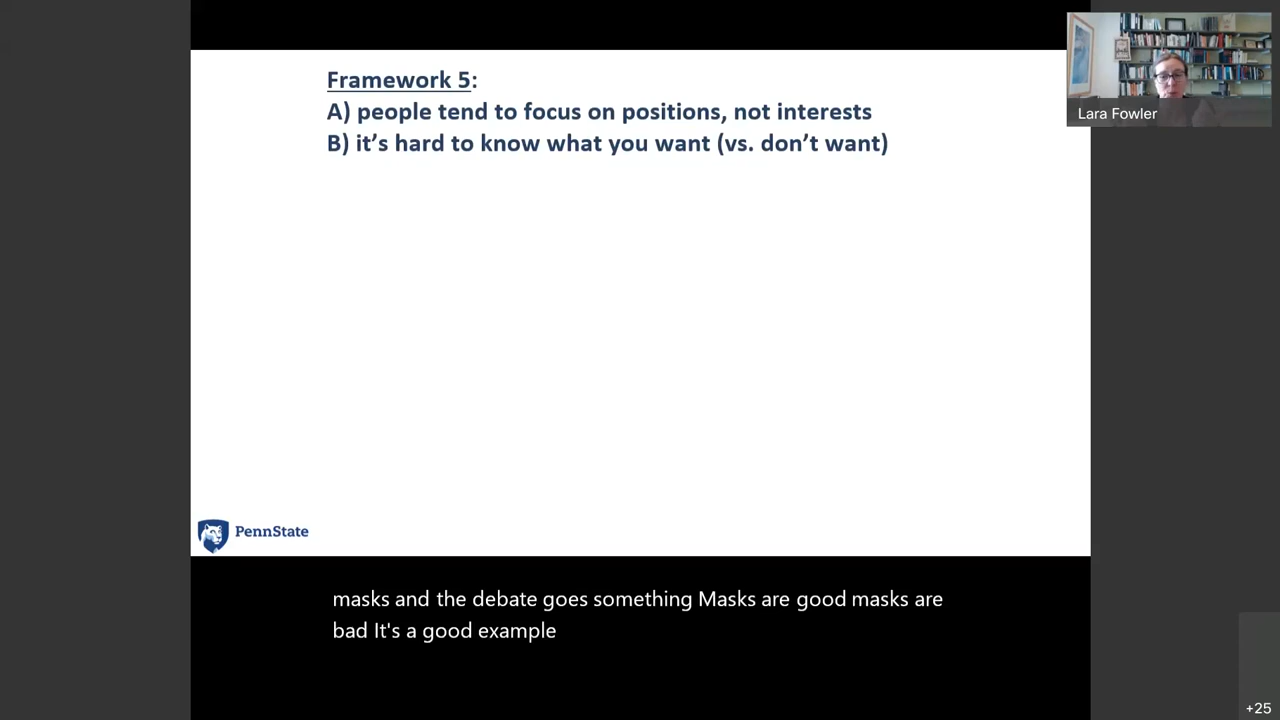 Framework 5:
A) people tend to focus on positions, not interests
B) it’s hard to know what you want (vs. don’t want)
Lara Fowler
PennState
masks and the debate goes something Masks are good masks are
bad It's a good example
+25